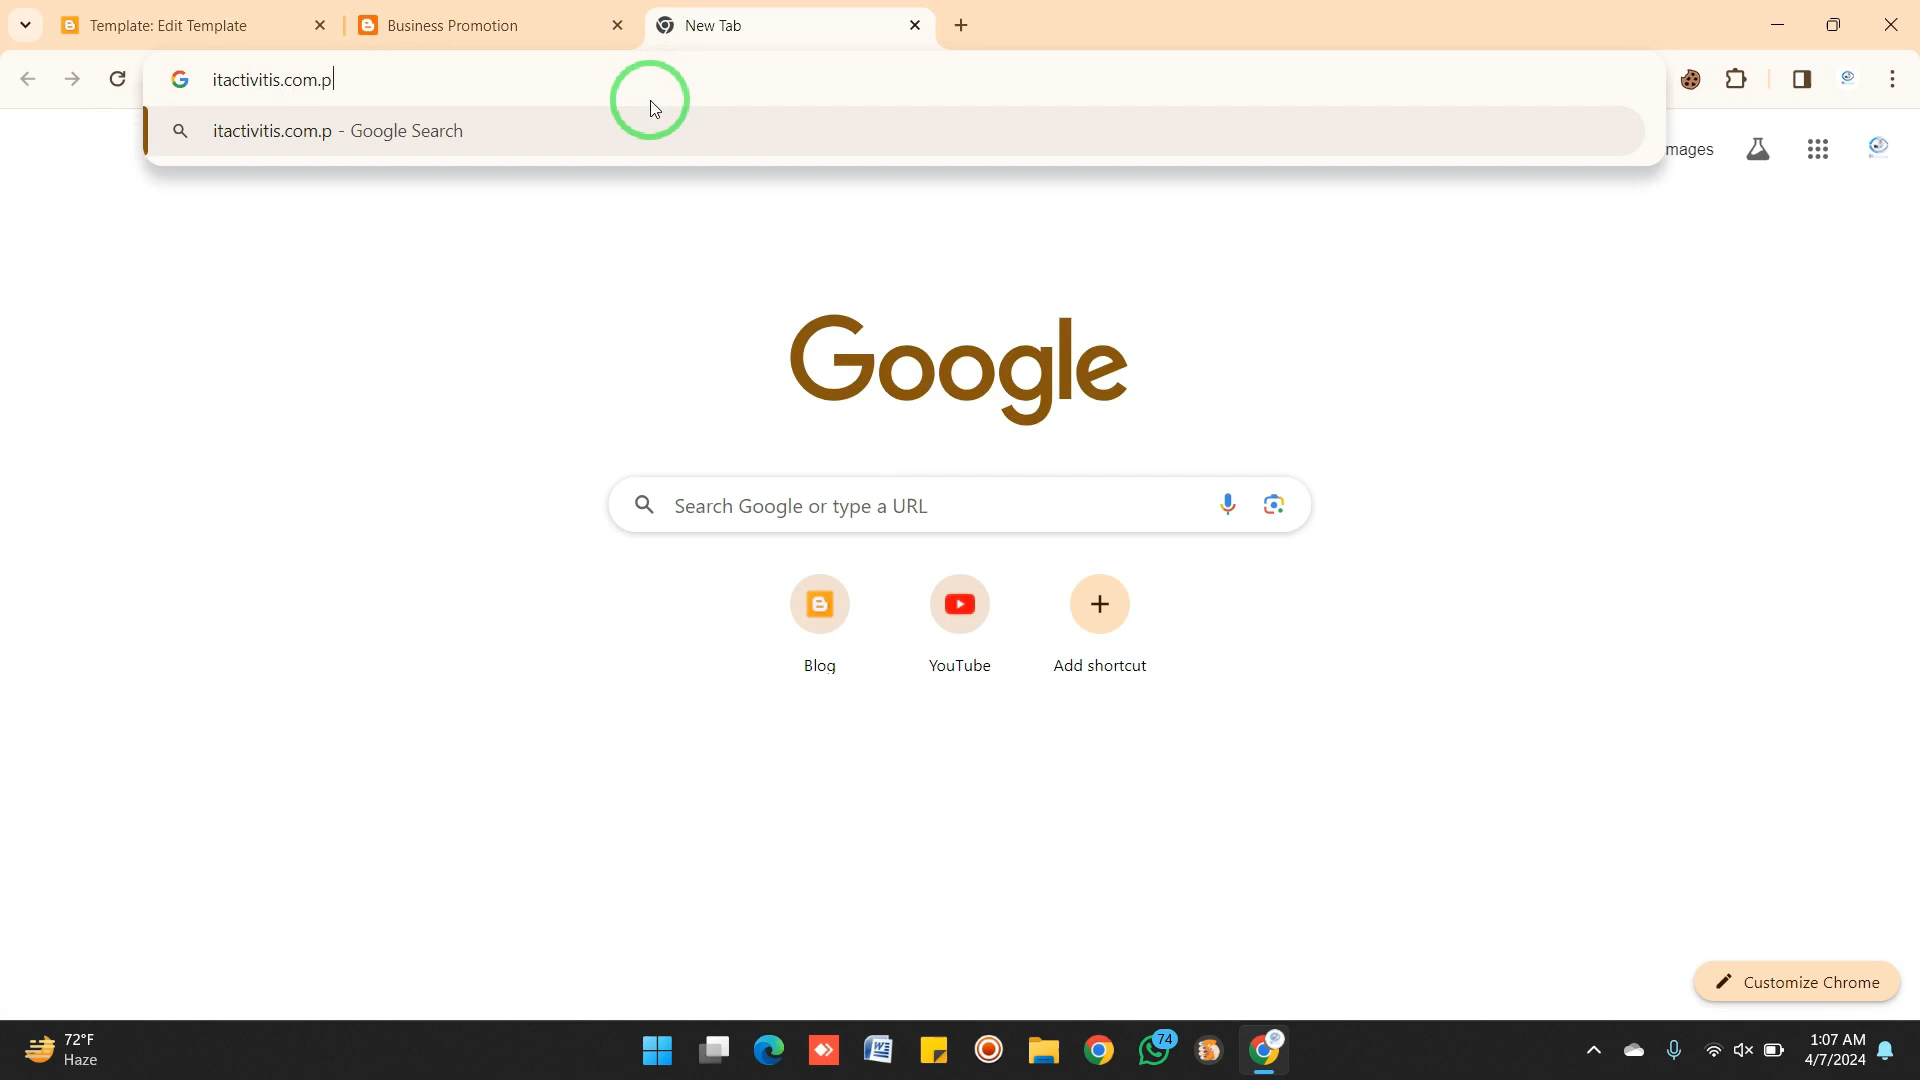 Template: Edit Template
Business Promotion
New Tab
itactivitis.com.p
itactivitis.com.p - Google Search
mages
Google
Search Google or type a URL
Blog
YouTube
Add shortcut
Customize Chrome
72°F
Haze
74
1:07 AM
4/7/2024